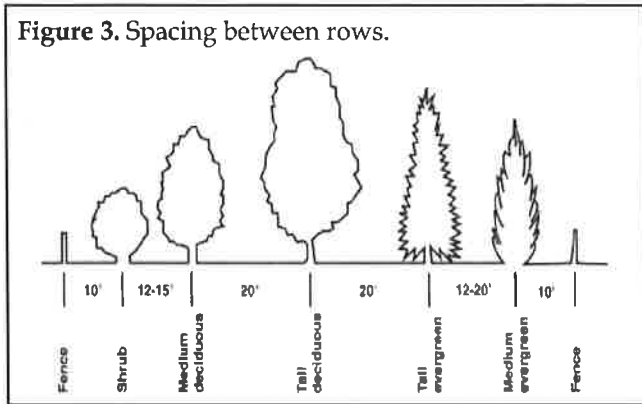 Figure 3. Spacing between rows.
10' 12-15' 20' 20' 12-20' 10'
Fence
Shrub
Medium
deciduous
Tall
deciduous
Tall
evergreen
Medium
evergreen
Fence